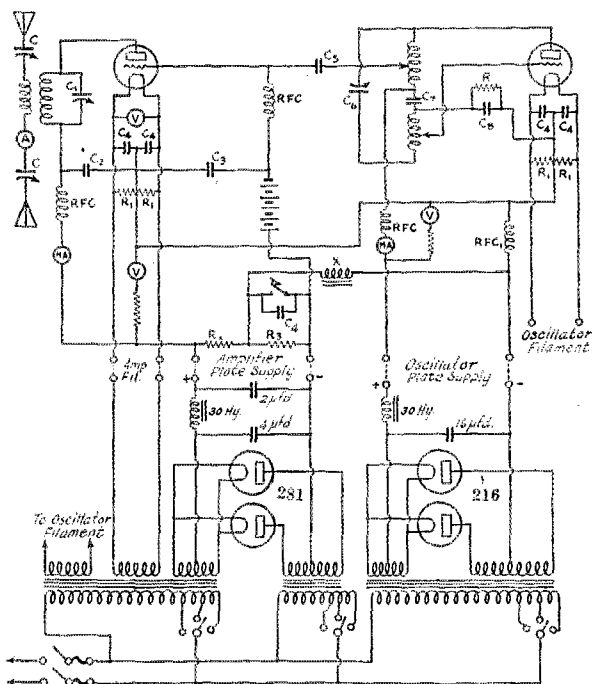 C
C₁
A
C
RFC
MA
C₂
C₄ V C₄
R₁ R₁
V
C₃
RFC
C₅
C₆
C₇
R
C₈
C₄ C₄
R₁ R₁
RFC
MA
V
RFC₁
X
C₄
R₂ R₃
Amp
Fil.
Amplifier
Plate Supply
+ -
2 μfd
30 Hy.
4 μfd
281
Oscillator
Plate Supply
+ -
30 Hy.
16 μfd.
216
Oscillator
Filament
To Oscillator
Filament